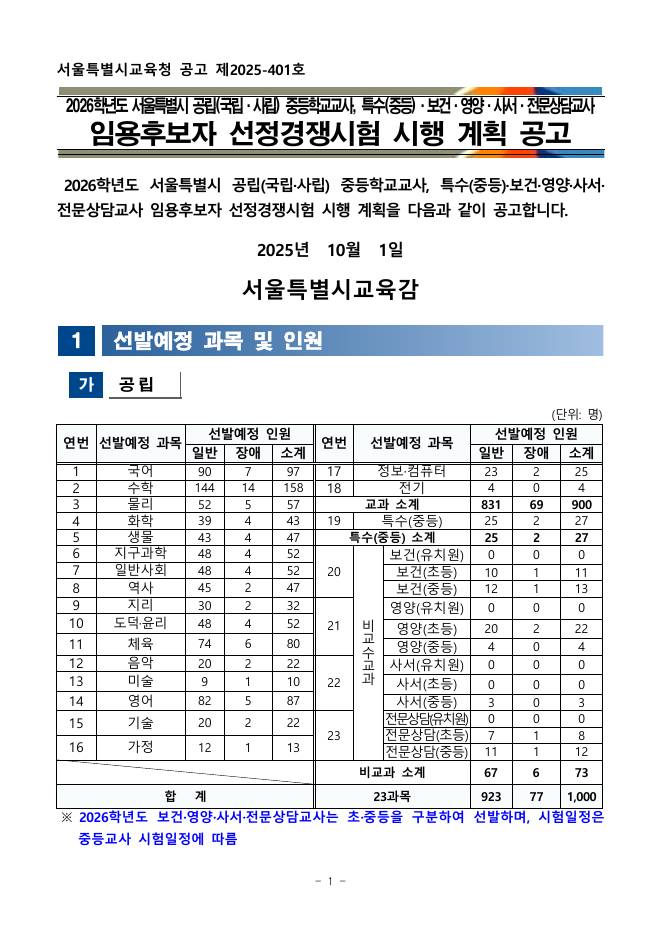 서울특별시교육청 공고 제2025-401호
2026학년도 서울특별시 공립(국립·사립) 중등학교교사, 특수(중등)·보건·영양·사서·전문상담교사
임용후보자 선정경쟁시험 시행 계획 공고
2026학년도 서울특별시 공립(국립·사립) 중등학교교사, 특수(중등)·보건·영양·사서·
전문상담교사 임용후보자 선정경쟁시험 시행 계획을 다음과 같이 공고합니다.
2025년 10월 1일
서울특별시교육감
1 선발예정 과목 및 인원
가 공립
(단위: 명)
연번 선발예정 과목 선발예정 인원 연번 선발예정 과목 선발예정 인원
일반 장애 소계 일반 장애 소계
1 국어 90 7 97 17 정보·컴퓨터 23 2 25
2 수학 144 14 158 18 전기 4 0 4
3 물리 52 5 57 교과 소계 831 69 900
4 화학 39 4 43 19 특수(중등) 25 2 27
5 생물 43 4 47 특수(중등) 소계 25 2 27
6 지구과학 48 4 52 20 비교수교과 보건(유치원) 0 0 0
7 일반사회 48 4 52 보건(초등) 10 1 11
8 역사 45 2 47 보건(중등) 12 1 13
9 지리 30 2 32 21 영양(유치원) 0 0 0
10 도덕·윤리 48 4 52 영양(초등) 20 2 22
11 체육 74 6 80 영양(중등) 4 0 4
12 음악 20 2 22 22 사서(유치원) 0 0 0
13 미술 9 1 10 사서(초등) 0 0 0
14 영어 82 5 87 사서(중등) 3 0 3
15 기술 20 2 22 23 전문상담(유치원) 0 0 0
전문상담(초등) 7 1 8
16 가정 12 1 13 전문상담(중등) 11 1 12
비교과 소계 67 6 73
합 계 23과목 923 77 1,000
※ 2026학년도 보건·영양·사서·전문상담교사는 초·중등을 구분하여 선발하며, 시험일정은
중등교사 시험일정에 따름
- 1 -